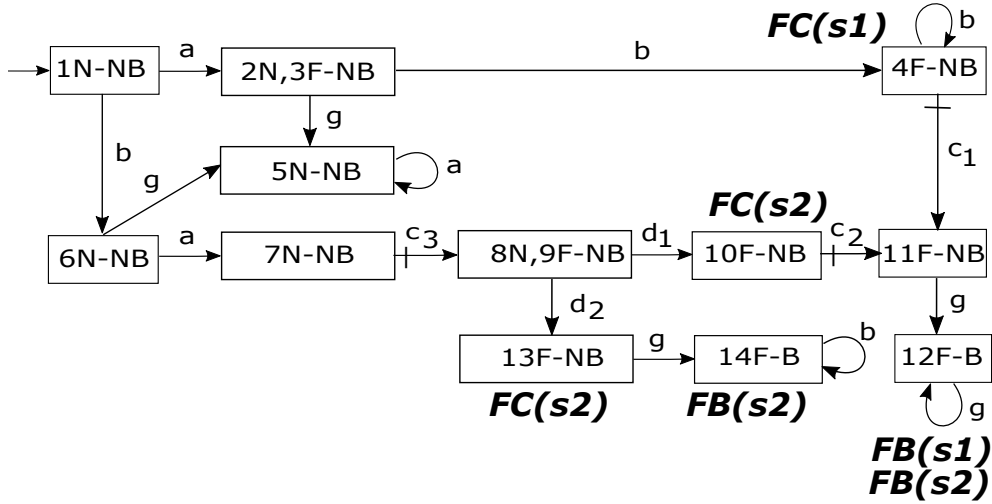 FC(s1)
b
1N-NB
a
2N,3F-NB
b
4F-NB
g
b
g
5N-NB
a
c1
FC(s2)
6N-NB
a
7N-NB
c3
8N,9F-NB
d1
10F-NB
c2
11F-NB
d2
g
13F-NB
g
14F-B
b
12F-B
FC(s2)
FB(s2)
g
FB(s1)
FB(s2)